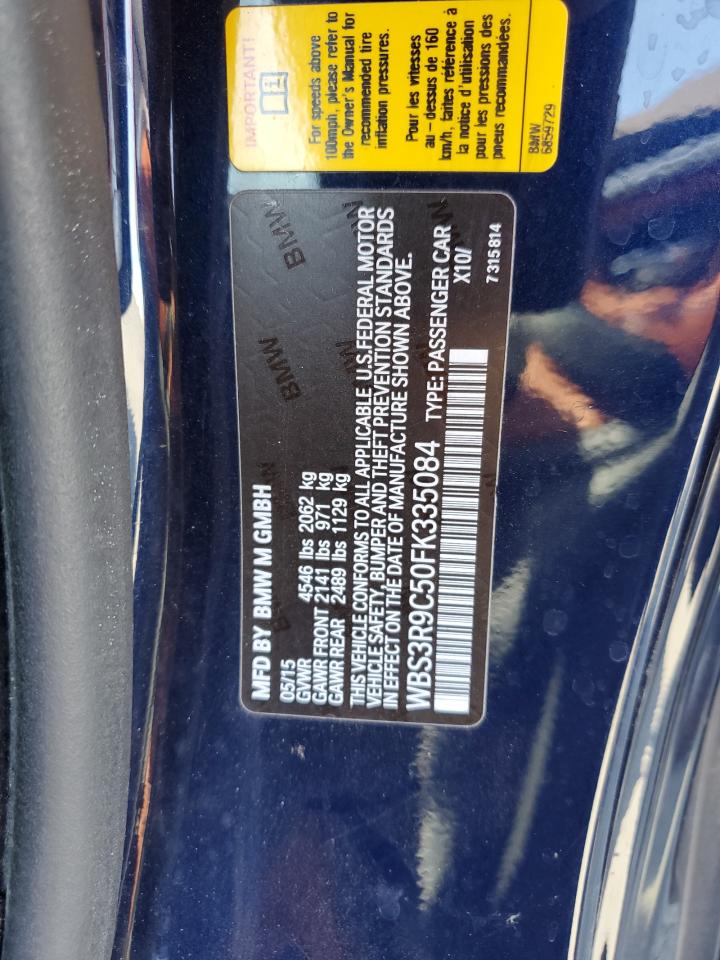 IMPORTANT!
For speeds above
100mph, please refer to
the Owner's Manual for
recommended tire
inflation pressures.
Pour les vitesses
au - dessus de 160
km/h, faites référence à
la notice d'utilisation
pour les pressions des
pneus recommandées.
BMW
6859729
MFD BY BMW M GMBH
05/15
GVWR 4546 lbs 2062 kg
GAWR FRONT 2141 lbs 971 kg
GAWR REAR 2489 lbs 1129 kg
THIS VEHICLE CONFORMS TO ALL APPLICABLE U.S. FEDERAL MOTOR
VEHICLE SAFETY, BUMPER AND THEFT PREVENTION STANDARDS
IN EFFECT ON THE DATE OF MANUFACTURE SHOWN ABOVE.
WBS3R9C50FK335084 TYPE: PASSENGER CAR
X10/
7315814
BMW
BMW
BMW